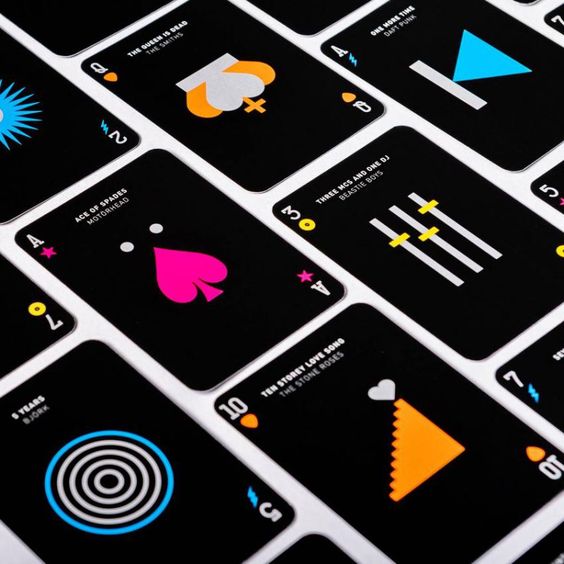 THE QUEEN IS DEAD
THE SMITHS
Q
Q
ONE MORE TIME
DAFT PUNK
A
2
ACE OF SPADES
MOTORHEAD
A
A
THREE MCS AND ONE DJ
BEASTIE BOYS
3
5
7
5 YEARS
BJÖRK
5
TEN STOREY LOVE SONG
THE STONE ROSES
10
10
7